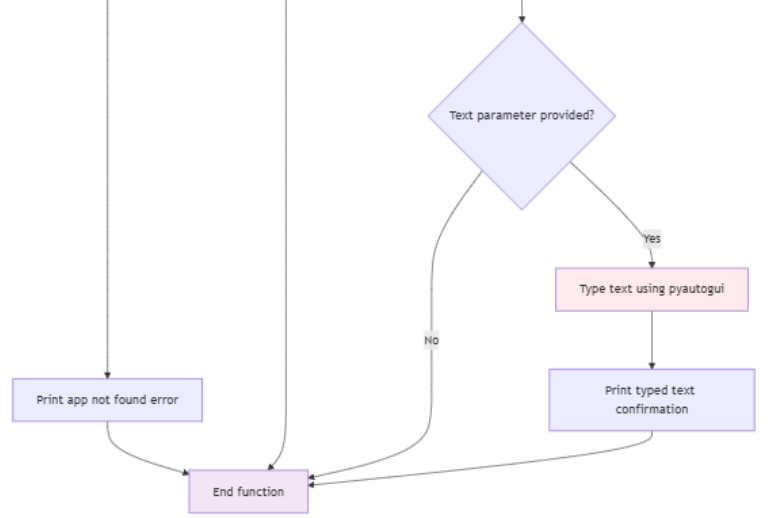 Text parameter provided?
Yes
Type text using pyautogui
No
Print app not found error
Print typed text
confirmation
End function